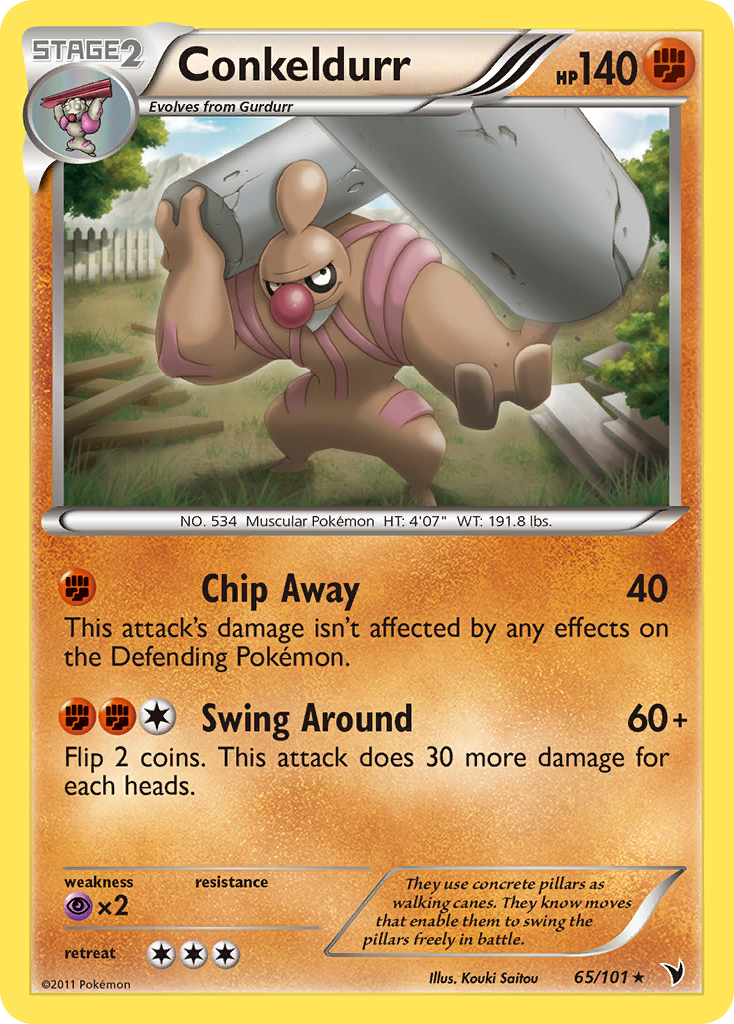 STAGE2
Conkeldurr
HP140
Evolves from Gurdurr
NO. 534 Muscular Pokémon HT: 4'07" WT: 191.8 lbs.
Chip Away 40
This attack's damage isn't affected by any effects on
the Defending Pokémon.
Swing Around 60+
Flip 2 coins. This attack does 30 more damage for
each heads.
weakness resistance
×2
retreat
They use concrete pillars as
walking canes. They know moves
that enable them to swing the
pillars freely in battle.
©2011 Pokémon
Illus. Kouki Saitou 65/101★